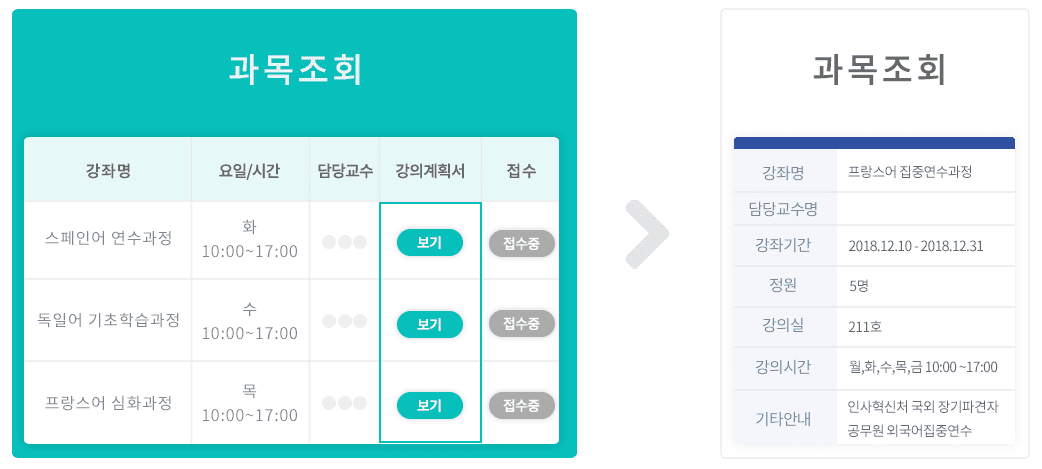 과목조회
강좌명 요일/시간 담당교수 강의계획서 접수
스페인어 연수과정 화 10:00~17:00 보기 접수중
독일어 기초학습과정 수 10:00~17:00 보기 접수중
프랑스어 심화과정 목 10:00~17:00 보기 접수중
과목조회
강좌명 프랑스어 집중연수과정
담당교수명
강좌기간 2018.12.10 - 2018.12.31
정원 5명
강의실 211호
강의시간 월,화,수,목,금 10:00 ~17:00
기타안내 인사혁신처 국외 장기파견자
공무원 외국어집중연수